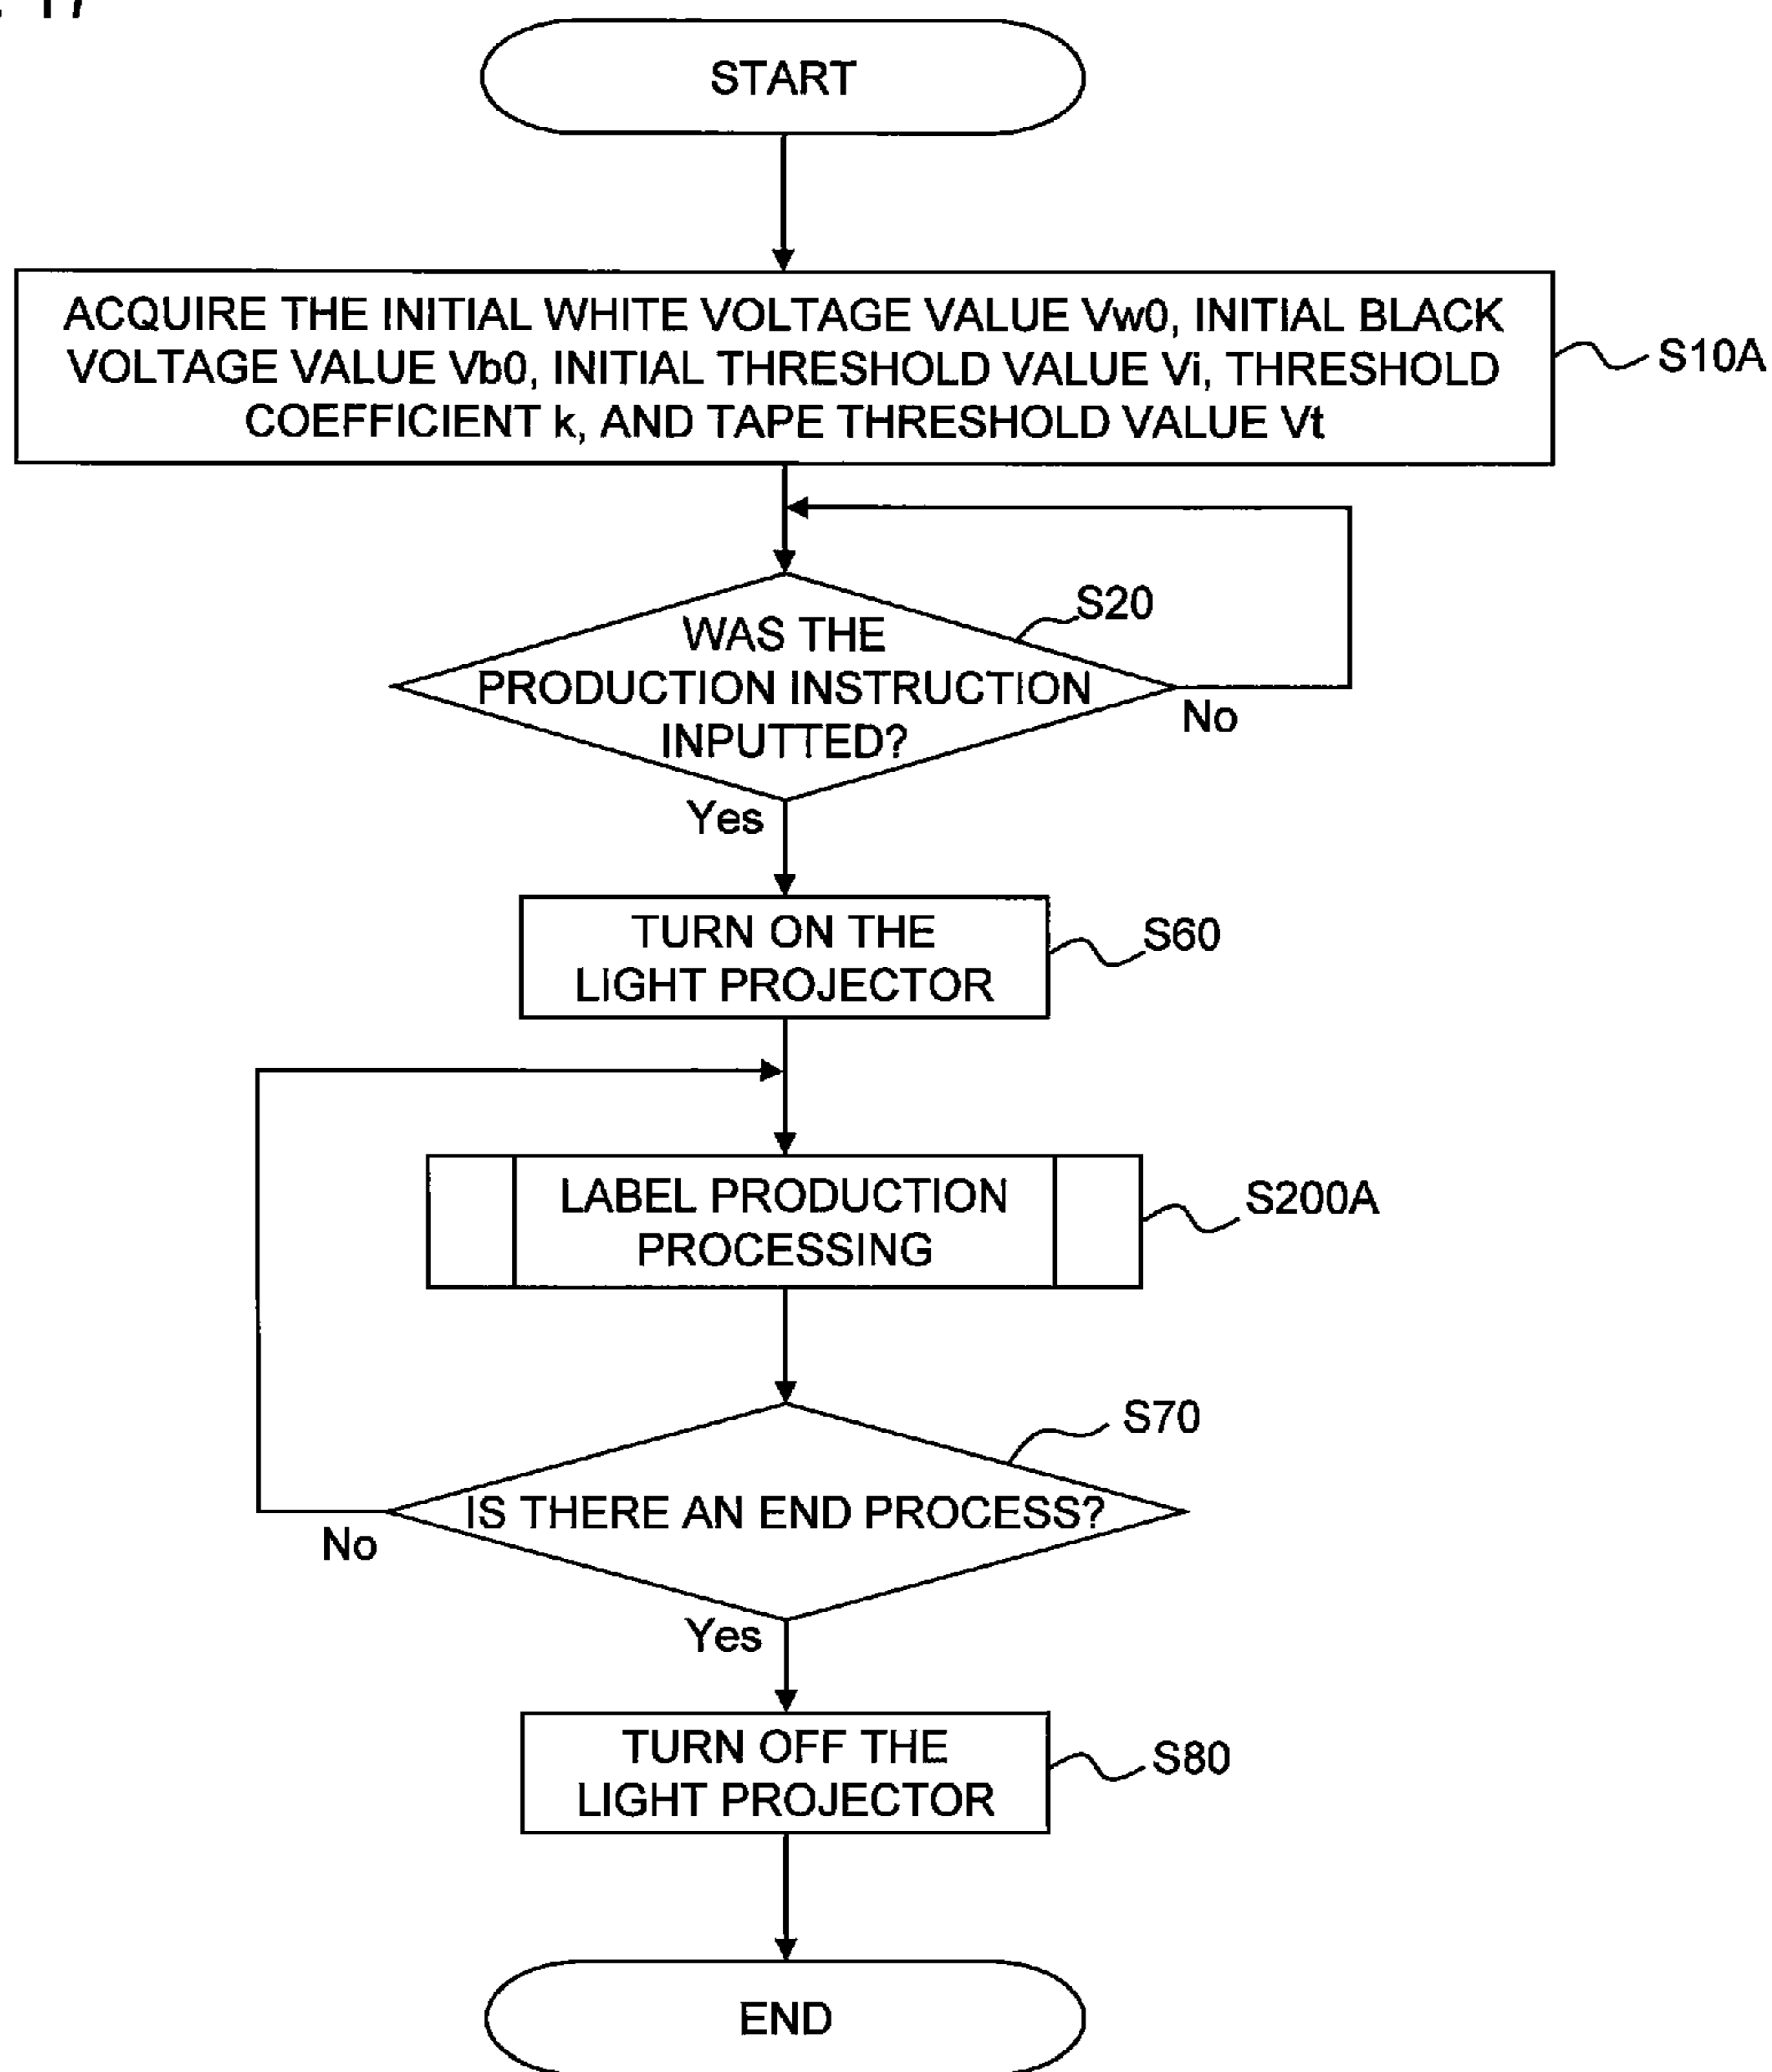 17
START
ACQUIRE THE INITIAL WHITE VOLTAGE VALUE Vw0, INITIAL BLACK
VOLTAGE VALUE Vb0, INITIAL THRESHOLD VALUE Vi, THRESHOLD
COEFFICIENT k, AND TAPE THRESHOLD VALUE Vt
S10A
S20
WAS THE
PRODUCTION INSTRUCTION
INPUTTED?
No
Yes
TURN ON THE
LIGHT PROJECTOR
S60
LABEL PRODUCTION
PROCESSING
S200A
S70
IS THERE AN END PROCESS?
No
Yes
TURN OFF THE
LIGHT PROJECTOR
S80
END